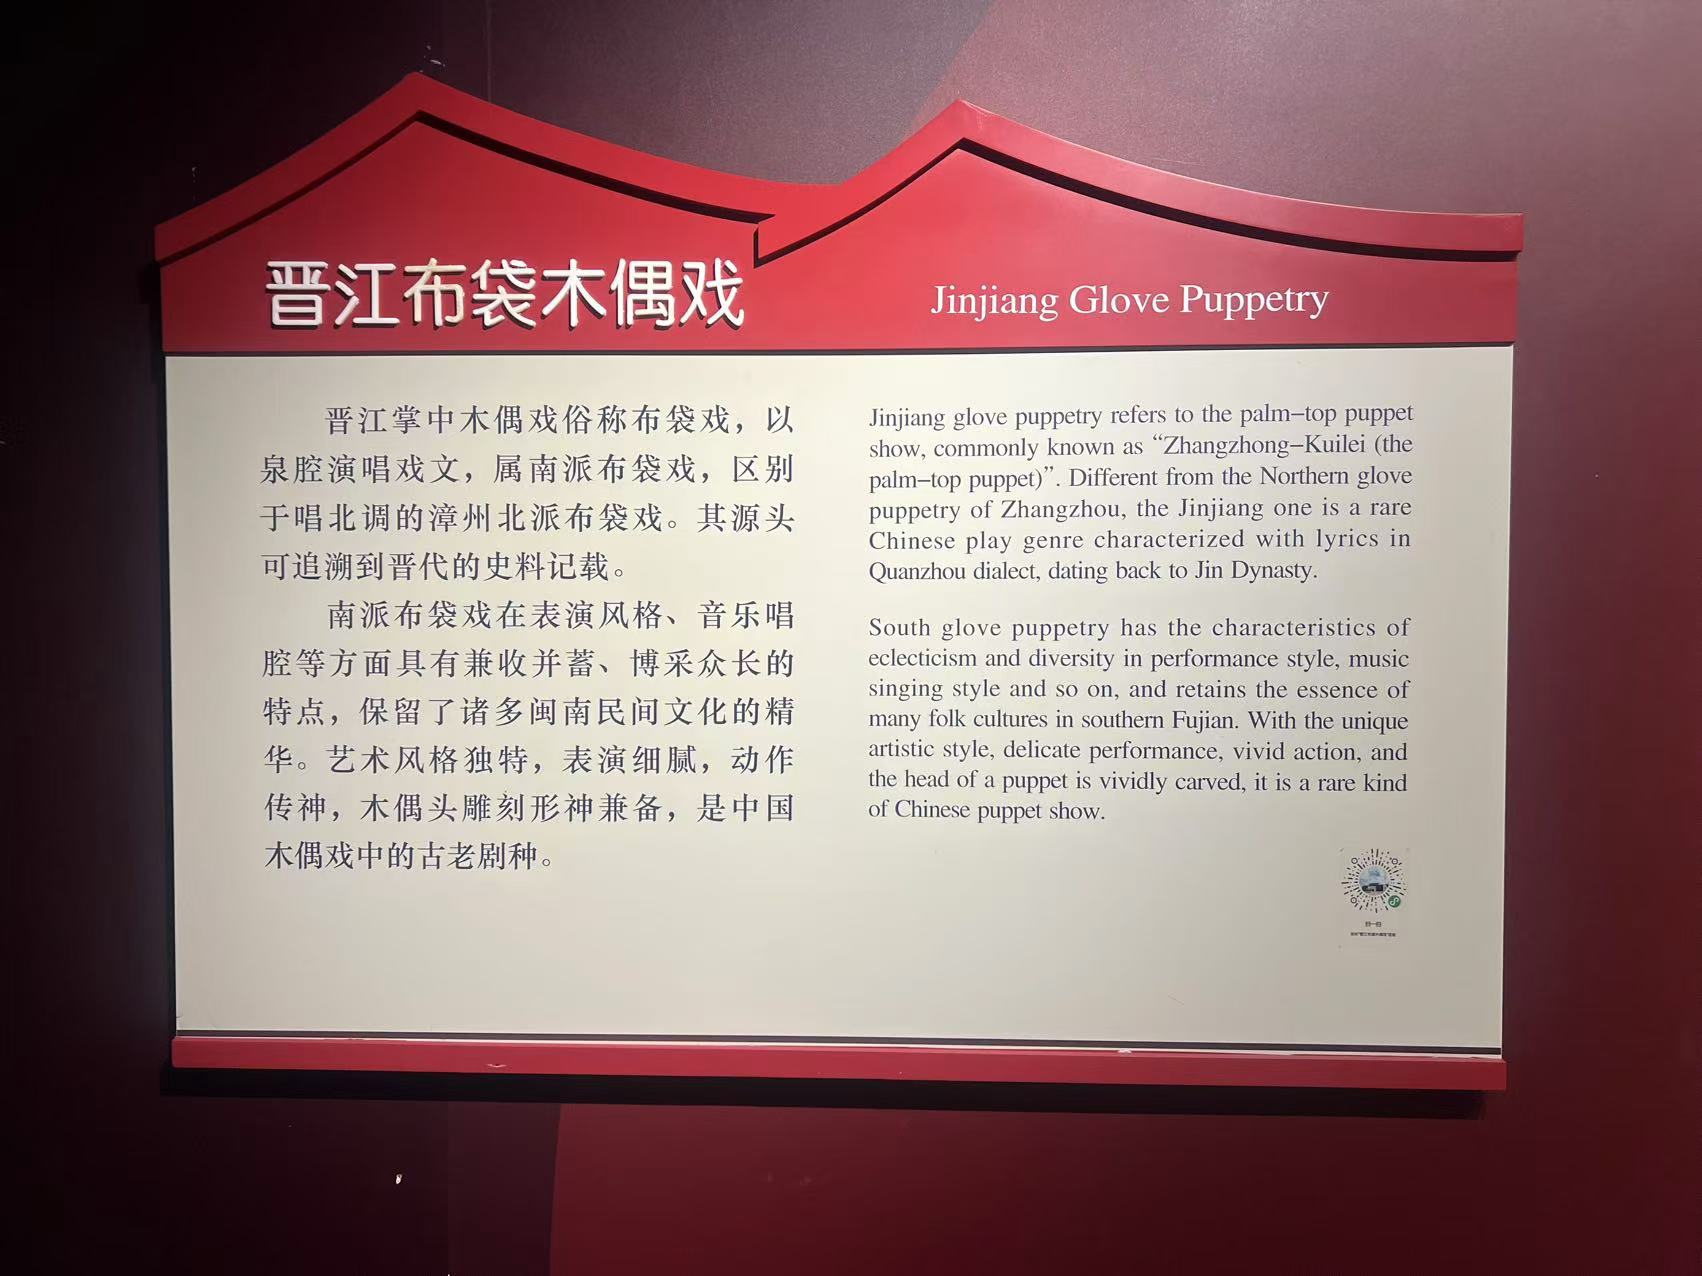 晋江布袋木偶戏
Jinjiang Glove Puppetry
晋江掌中木偶戏俗称布袋戏，以
泉腔演唱戏文，属南派布袋戏，区别
于唱北调的漳州北派布袋戏。其源头
可追溯到晋代的史料记载。
南派布袋戏在表演风格、音乐唱
腔等方面具有兼收并蓄、博采众长的
特点，保留了诸多闽南民间文化的精
华。艺术风格独特，表演细腻，动作
传神，木偶头雕刻形神兼备，是中国
木偶戏中的古老剧种。
Jinjiang glove puppetry refers to the palm–top puppet
show, commonly known as “Zhangzhong–Kuilei (the
palm–top puppet)”. Different from the Northern glove
puppetry of Zhangzhou, the Jinjiang one is a rare
Chinese play genre characterized with lyrics in
Quanzhou dialect, dating back to Jin Dynasty.
South glove puppetry has the characteristics of
eclecticism and diversity in performance style, music
singing style and so on, and retains the essence of
many folk cultures in southern Fujian. With the unique
artistic style, delicate performance, vivid action, and
the head of a puppet is vividly carved, it is a rare kind
of Chinese puppet show.
扫一扫